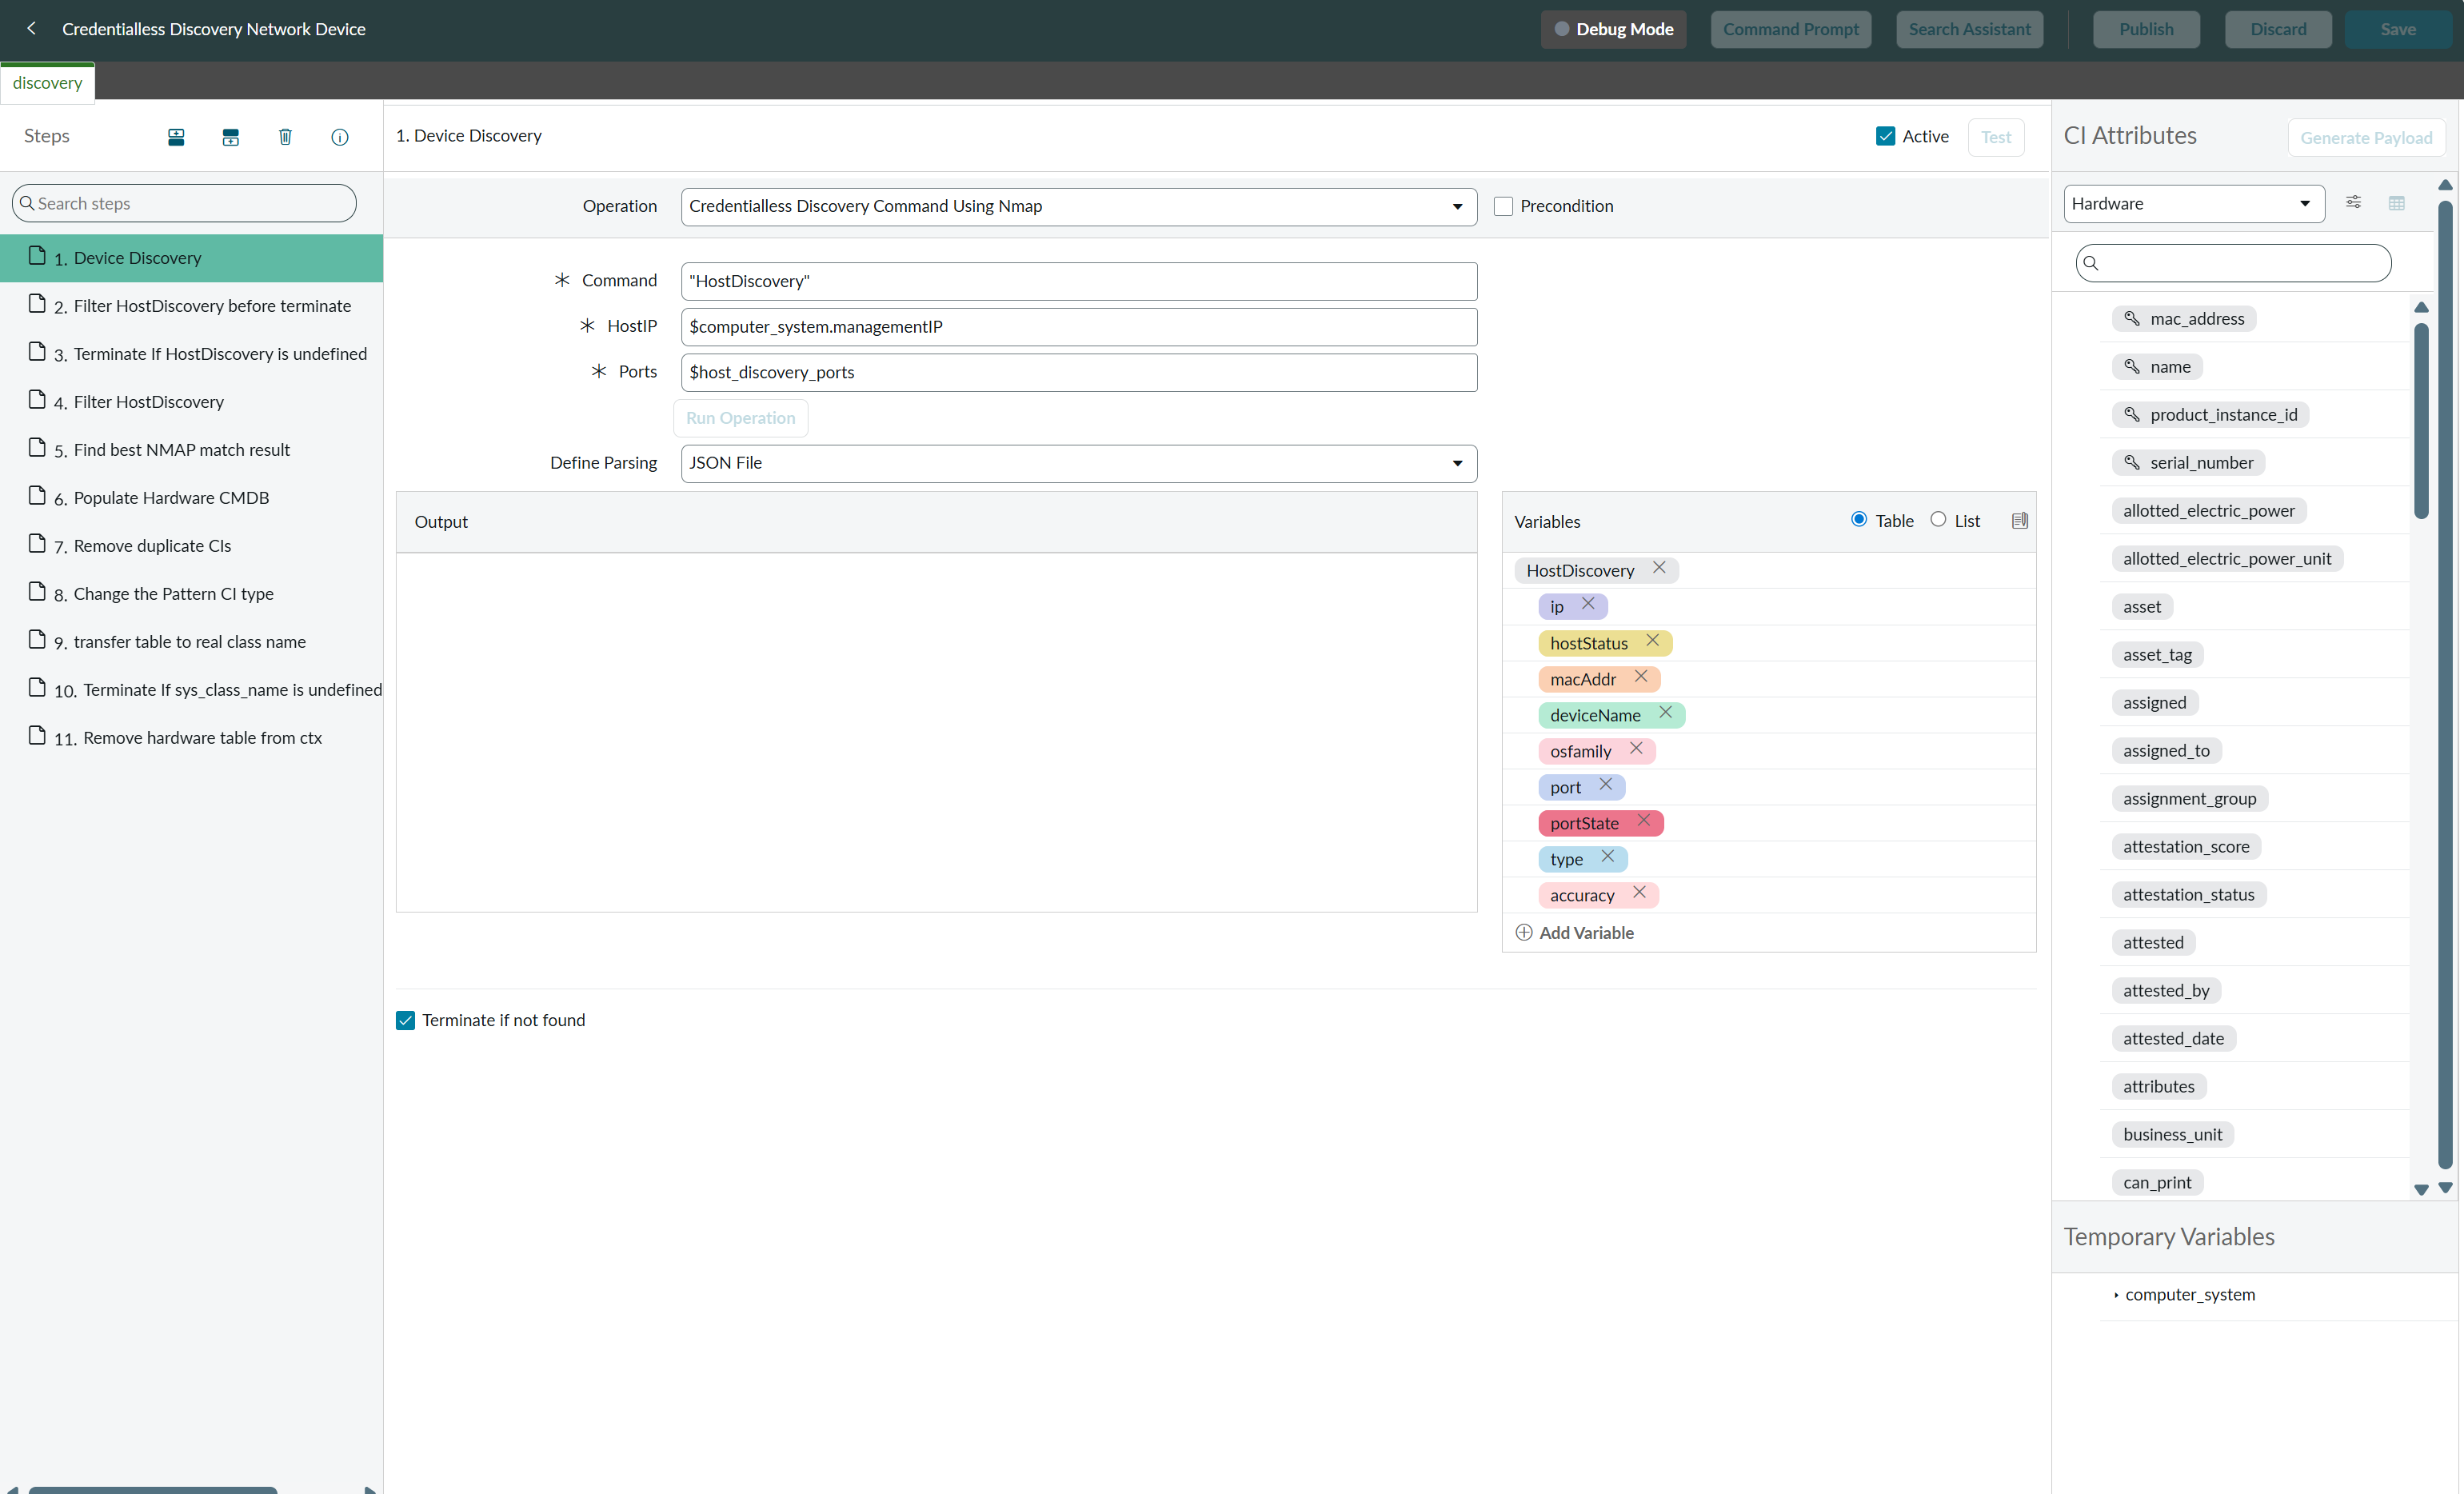 Credentialless Discovery Network Device
Debug Mode
Command Prompt
Search Assistant
Publish
Discard
Save
discovery
Steps
Search steps
1. Device Discovery
2. Filter HostDiscovery before terminate
3. Terminate If HostDiscovery is undefined
4. Filter HostDiscovery
5. Find best NMAP match result
6. Populate Hardware CMDB
7. Remove duplicate CIs
8. Change the Pattern CI type
9. transfer table to real class name
10. Terminate If sys_class_name is undefined
11. Remove hardware table from ctx
1. Device Discovery
Active
Test
Operation
Credentialless Discovery Command Using Nmap
Precondition
Command
"HostDiscovery"
HostIP
$computer_system.managementIP
Ports
$host_discovery_ports
Run Operation
Define Parsing
JSON File
Output
Variables
Table
List
HostDiscovery
ip
hostStatus
macAddr
deviceName
osfamily
port
portState
type
accuracy
Add Variable
Terminate if not found
CI Attributes
Generate Payload
Hardware
mac_address
name
product_instance_id
serial_number
allotted_electric_power
allotted_electric_power_unit
asset
asset_tag
assigned
assigned_to
assignment_group
attestation_score
attestation_status
attested
attested_by
attested_date
attributes
business_unit
can_print
Temporary Variables
computer_system